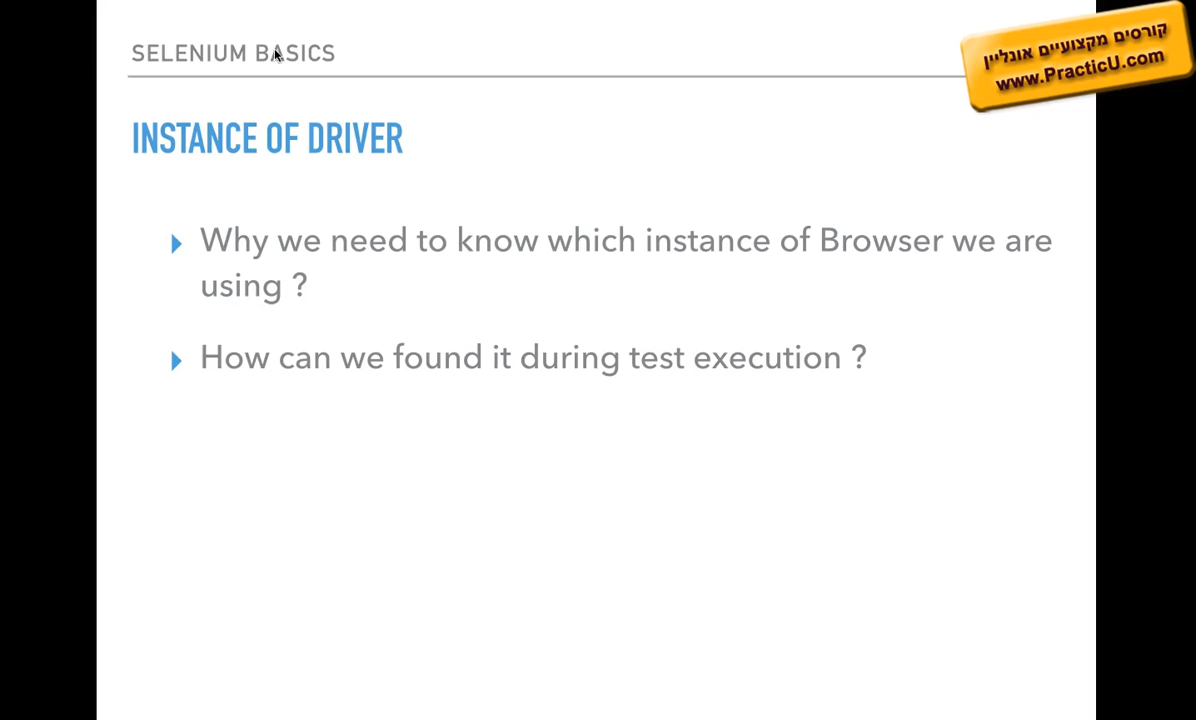 SELENIUM BASICS
קורסים מקצועיים אונליין
www.PracticU.com
INSTANCE OF DRIVER
Why we need to know which instance of Browser we are
using ?
How can we found it during test execution ?